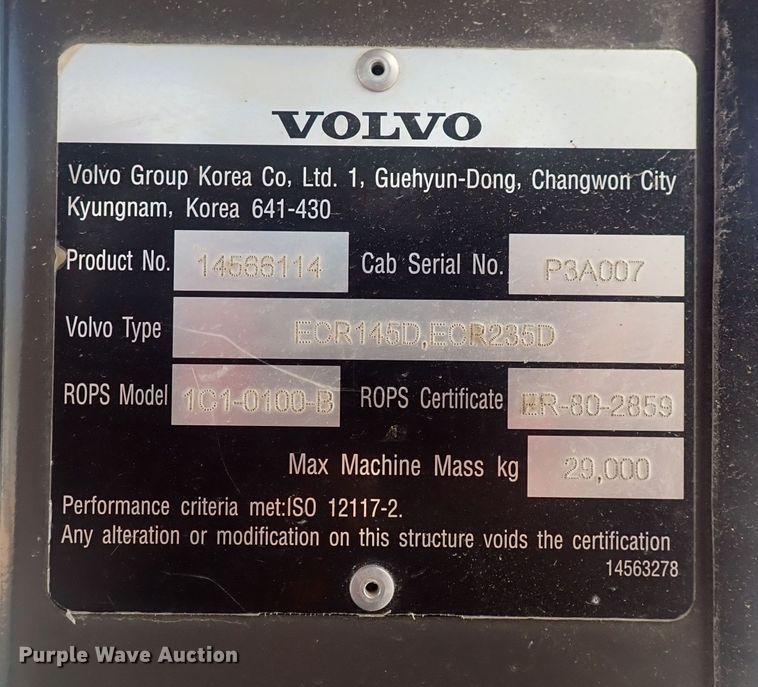 VOLVO
Volvo Group Korea Co, Ltd. 1, Guehyun-Dong, Changwon City
Kyungnam, Korea 641-430
Product No. 14566114 Cab Serial No. P3A007
Volvo Type ECR145D,ECR235D
ROPS Model 1C1-0100-B ROPS Certificate ER-80-2859
Max Machine Mass kg 29,000
Performance criteria met:ISO 12117-2.
Any alteration or modification on this structure voids the certification
14563278
Purple Wave Auction